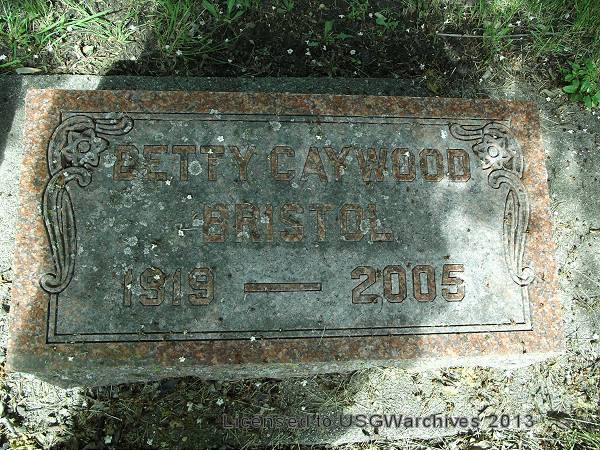 BETTY CAYWOOD
BRISTOL
1919 — 2005
Licensed to USGWarchives 2013